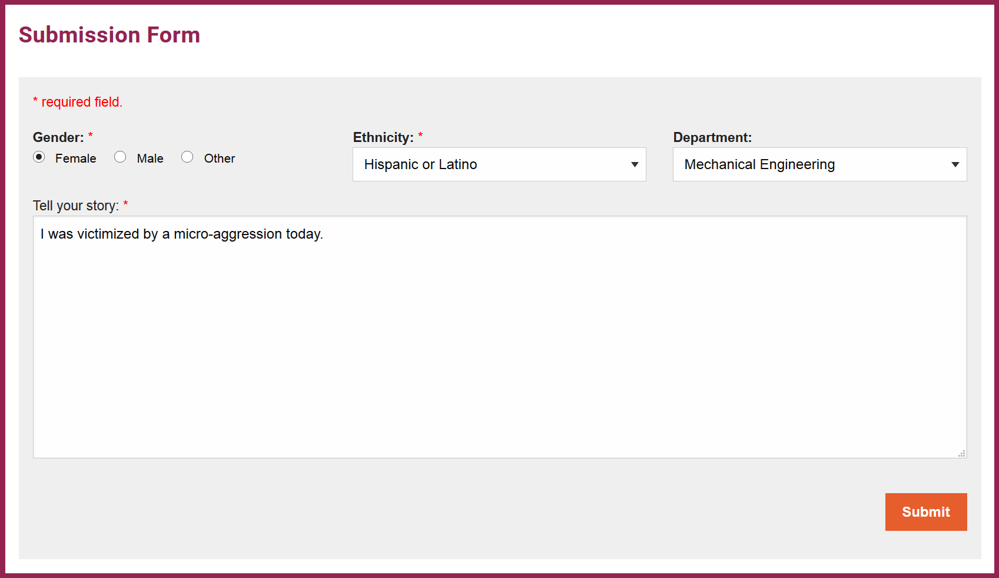 Submission Form
* required field.
Gender: * Ethnicity: * Department:
Female Male Other Hispanic or Latino Mechanical Engineering
Tell your story: *
I was victimized by a micro-aggression today.
Submit